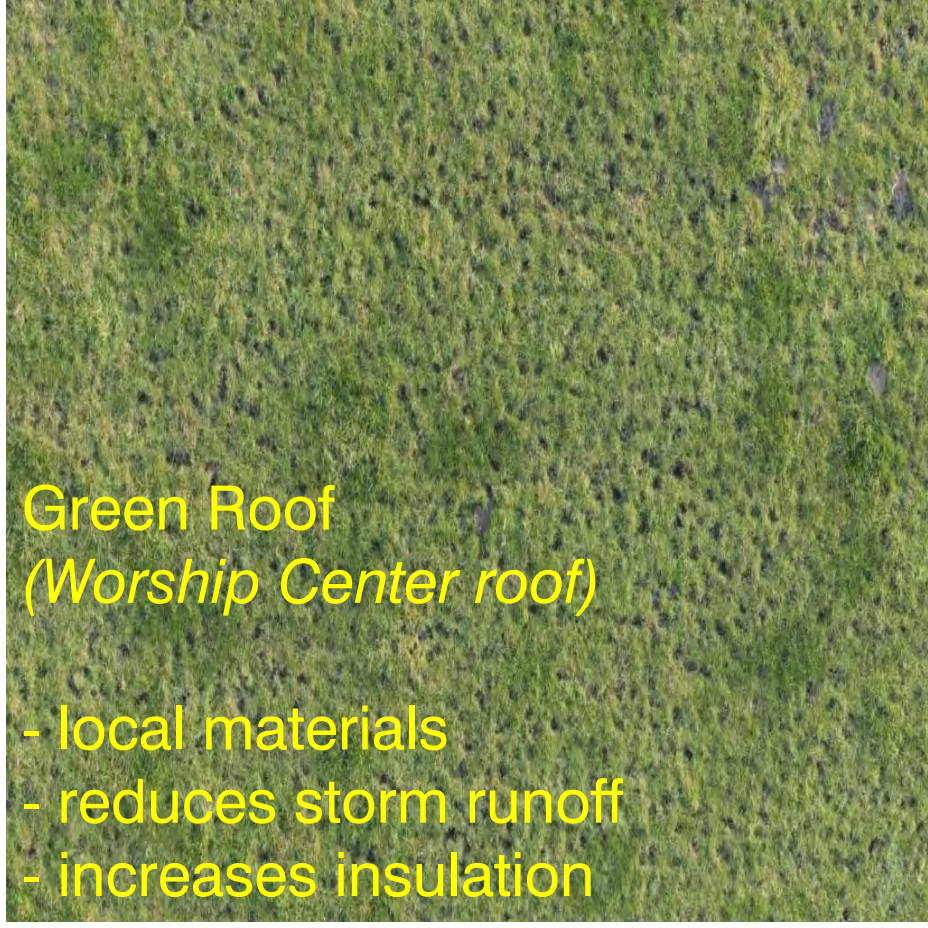 Green Roof
(Worship Center roof)
- local materials
- reduces storm runoff
- increases insulation